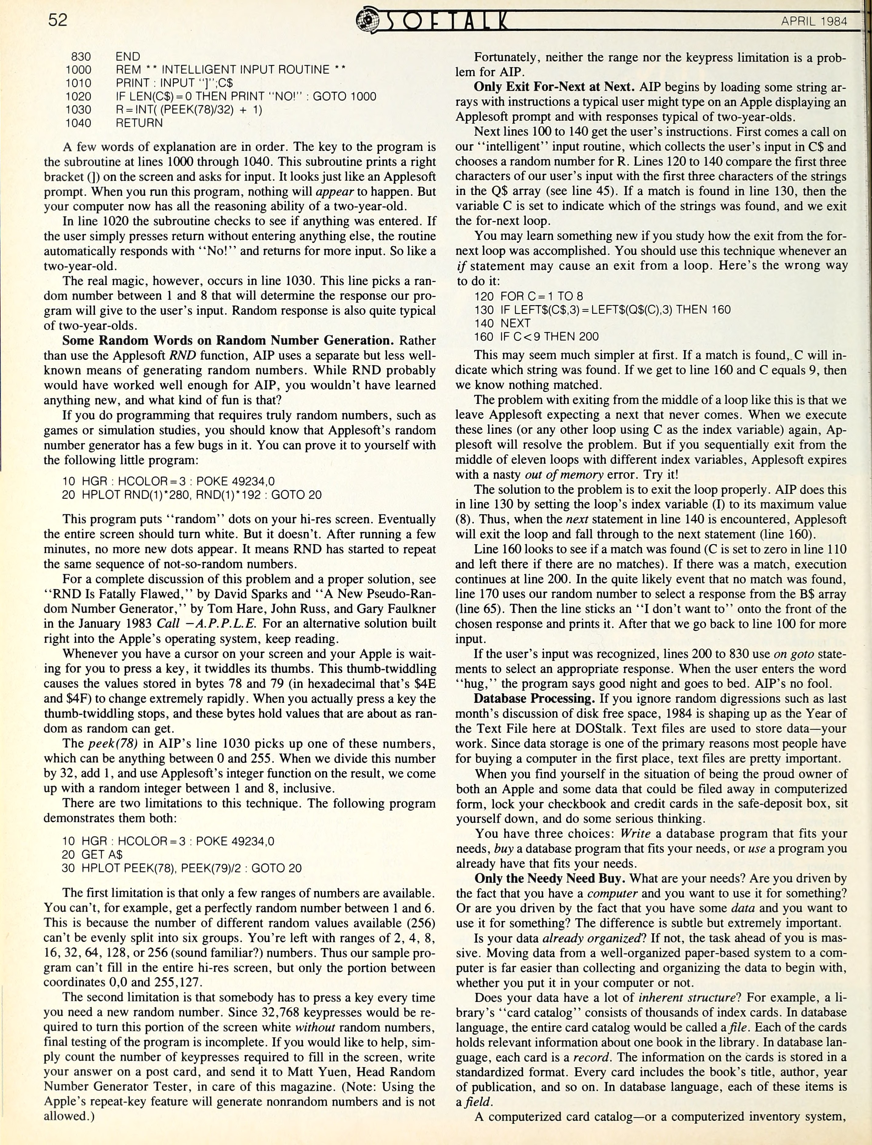 52
SOFTALK
APRIL 1984
830 END
1000 REM ** INTELLIGENT INPUT ROUTINE **
1010 PRINT : INPUT "]";C$
1020 IF LEN(C$) = 0 THEN PRINT "NO!" : GOTO 1000
1030 R = INT( (PEEK(78)/32) + 1)
1040 RETURN
A few words of explanation are in order. The key to the program is
the subroutine at lines 1000 through 1040. This subroutine prints a right
bracket (]) on the screen and asks for input. It looks just like an Applesoft
prompt. When you run this program, nothing will appear to happen. But
your computer now has all the reasoning ability of a two-year-old.
In line 1020 the subroutine checks to see if anything was entered. If
the user simply presses return without entering anything else, the routine
automatically responds with "No!" and returns for more input. So like a
two-year-old.
The real magic, however, occurs in line 1030. This line picks a ran-
dom number between 1 and 8 that will determine the response our pro-
gram will give to the user's input. Random response is also quite typical
of two-year-olds.
Some Random Words on Random Number Generation. Rather
than use the Applesoft RND function, AIP uses a separate but less well-
known means of generating random numbers. While RND probably
would have worked well enough for AIP, you wouldn't have learned
anything new, and what kind of fun is that?
If you do programming that requires truly random numbers, such as
games or simulation studies, you should know that Applesoft's random
number generator has a few bugs in it. You can prove it to yourself with
the following little program:
10 HGR : HCOLOR = 3 : POKE 49234,0
20 HPLOT RND(1)*280, RND(1)*192 : GOTO 20
This program puts "random" dots on your hi-res screen. Eventually
the entire screen should turn white. But it doesn't. After running a few
minutes, no more new dots appear. It means RND has started to repeat
the same sequence of not-so-random numbers.
For a complete discussion of this problem and a proper solution, see
"RND Is Fatally Flawed," by David Sparks and "A New Pseudo-Ran-
dom Number Generator," by Tom Hare, John Russ, and Gary Faulkner
in the January 1983 Call -A.P.P.L.E. For an alternative solution built
right into the Apple's operating system, keep reading.
Whenever you have a cursor on your screen and your Apple is wait-
ing for you to press a key, it twiddles its thumbs. This thumb-twiddling
causes the values stored in bytes 78 and 79 (in hexadecimal that's $4E
and $4F) to change extremely rapidly. When you actually press a key the
thumb-twiddling stops, and these bytes hold values that are about as ran-
dom as random can get.
The peek(78) in AIP's line 1030 picks up one of these numbers,
which can be anything between 0 and 255. When we divide this number
by 32, add 1, and use Applesoft's integer function on the result, we come
up with a random integer between 1 and 8, inclusive.
There are two limitations to this technique. The following program
demonstrates them both:
10 HGR : HCOLOR = 3 : POKE 49234,0
20 GET A$
30 HPLOT PEEK(78), PEEK(79)/2 : GOTO 20
The first limitation is that only a few ranges of numbers are available.
You can't, for example, get a perfectly random number between 1 and 6.
This is because the number of different random values available (256)
can't be evenly split into six groups. You're left with ranges of 2, 4, 8,
16, 32, 64, 128, or 256 (sound familiar?) numbers. Thus our sample pro-
gram can't fill in the entire hi-res screen, but only the portion between
coordinates 0,0 and 255,127.
The second limitation is that somebody has to press a key every time
you need a new random number. Since 32,768 keypresses would be re-
quired to turn this portion of the screen white without random numbers,
final testing of the program is incomplete. If you would like to help, sim-
ply count the number of keypresses required to fill in the screen, write
your answer on a post card, and send it to Matt Yuen, Head Random
Number Generator Tester, in care of this magazine. (Note: Using the
Apple's repeat-key feature will generate nonrandom numbers and is not
allowed.)
Fortunately, neither the range nor the keypress limitation is a prob-
lem for AIP.
Only Exit For-Next at Next. AIP begins by loading some string ar-
rays with instructions a typical user might type on an Apple displaying an
Applesoft prompt and with responses typical of two-year-olds.
Next lines 100 to 140 get the user's instructions. First comes a call on
our "intelligent" input routine, which collects the user's input in C$ and
chooses a random number for R. Lines 120 to 140 compare the first three
characters of our user's input with the first three characters of the strings
in the Q$ array (see line 45). If a match is found in line 130, then the
variable C is set to indicate which of the strings was found, and we exit
the for-next loop.
You may learn something new if you study how the exit from the for-
next loop was accomplished. You should use this technique whenever an
if statement may cause an exit from a loop. Here's the wrong way
to do it:
120 FOR C = 1 TO 8
130 IF LEFT$(C$,3) = LEFT$(Q$(C),3) THEN 160
140 NEXT
160 IF C<9 THEN 200
This may seem much simpler at first. If a match is found, C will in-
dicate which string was found. If we get to line 160 and C equals 9, then
we know nothing matched.
The problem with exiting from the middle of a loop like this is that we
leave Applesoft expecting a next that never comes. When we execute
these lines (or any other loop using C as the index variable) again, Ap-
plesoft will resolve the problem. But if you sequentially exit from the
middle of eleven loops with different index variables, Applesoft expires
with a nasty out of memory error. Try it!
The solution to the problem is to exit the loop properly. AIP does this
in line 130 by setting the loop's index variable (I) to its maximum value
(8). Thus, when the next statement in line 140 is encountered, Applesoft
will exit the loop and fall through to the next statement (line 160).
Line 160 looks to see if a match was found (C is set to zero in line 110
and left there if there are no matches). If there was a match, execution
continues at line 200. In the quite likely event that no match was found,
line 170 uses our random number to select a response from the B$ array
(line 65). Then the line sticks an "I don't want to" onto the front of the
chosen response and prints it. After that we go back to line 100 for more
input.
If the user's input was recognized, lines 200 to 830 use on goto state-
ments to select an appropriate response. When the user enters the word
"hug," the program says good night and goes to bed. AIP's no fool.
Database Processing. If you ignore random digressions such as last
month's discussion of disk free space, 1984 is shaping up as the Year of
the Text File here at DOStalk. Text files are used to store data—your
work. Since data storage is one of the primary reasons most people have
for buying a computer in the first place, text files are pretty important.
When you find yourself in the situation of being the proud owner of
both an Apple and some data that could be filed away in computerized
form, lock your checkbook and credit cards in the safe-deposit box, sit
yourself down, and do some serious thinking.
You have three choices: Write a database program that fits your
needs, buy a database program that fits your needs, or use a program you
already have that fits your needs.
Only the Needy Need Buy. What are your needs? Are you driven by
the fact that you have a computer and you want to use it for something?
Or are you driven by the fact that you have some data and you want to
use it for something? The difference is subtle but extremely important.
Is your data already organized? If not, the task ahead of you is mas-
sive. Moving data from a well-organized paper-based system to a com-
puter is far easier than collecting and organizing the data to begin with,
whether you put it in your computer or not.
Does your data have a lot of inherent structure? For example, a li-
brary's "card catalog" consists of thousands of index cards. In database
language, the entire card catalog would be called a file. Each of the cards
holds relevant information about one book in the library. In database lan-
guage, each card is a record. The information on the cards is stored in a
standardized format. Every card includes the book's title, author, year
of publication, and so on. In database language, each of these items is
a field.
A computerized card catalog—or a computerized inventory system,